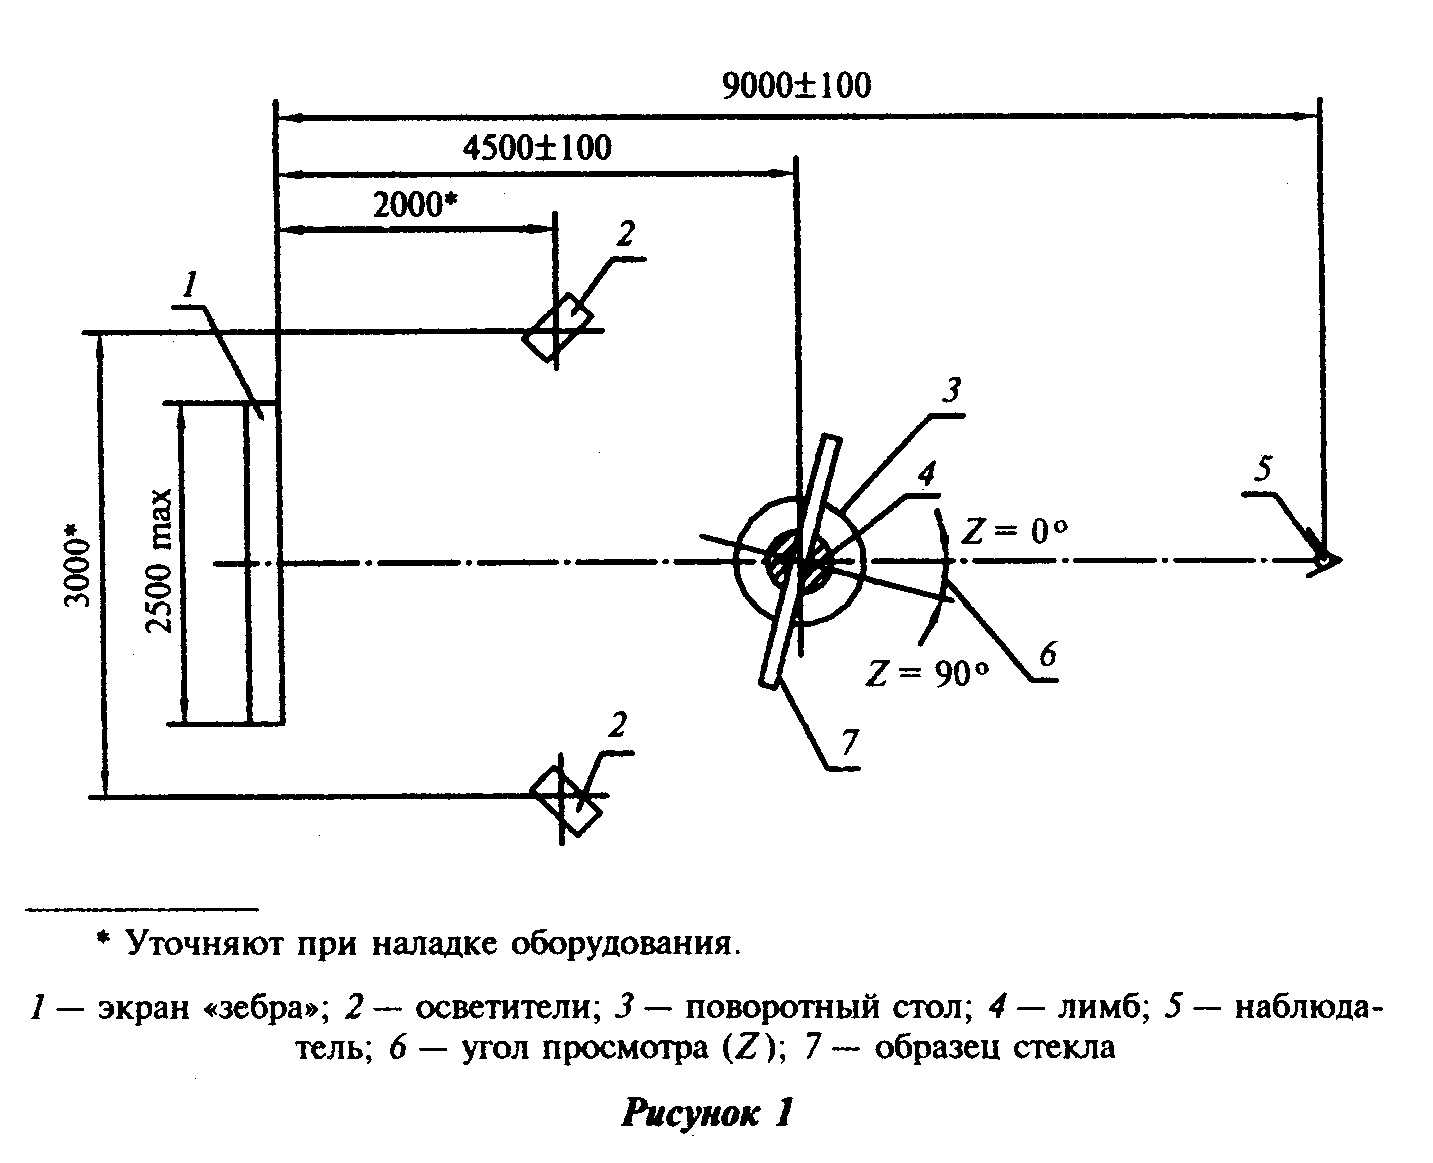 9000±100
4500±100
2000*
2
1
3
4
5
3000*
2500 max
Z = 0°
Z = 90°
6
2
7
* Уточняют при наладке оборудования.
1 — экран «зебра»; 2 — осветители; 3 — поворотный стол; 4 — лимб; 5 — наблюда-
тель; 6 — угол просмотра (Z); 7 — образец стекла
Рисунок 1